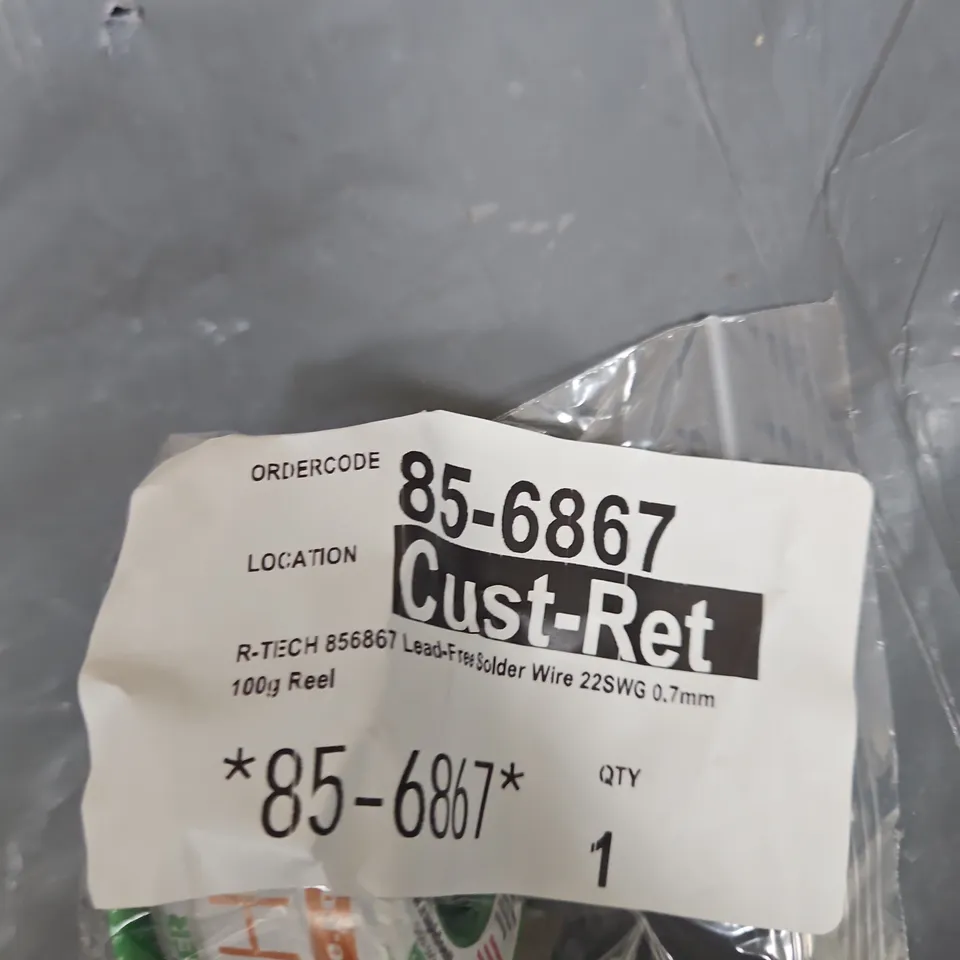 ORDERCODE 85-6867
LOCATION Cust-Ret
R-TECH 856867 Lead-Free Solder Wire 22SWG 0.7mm
100g Reel
*85-6867* QTY
1